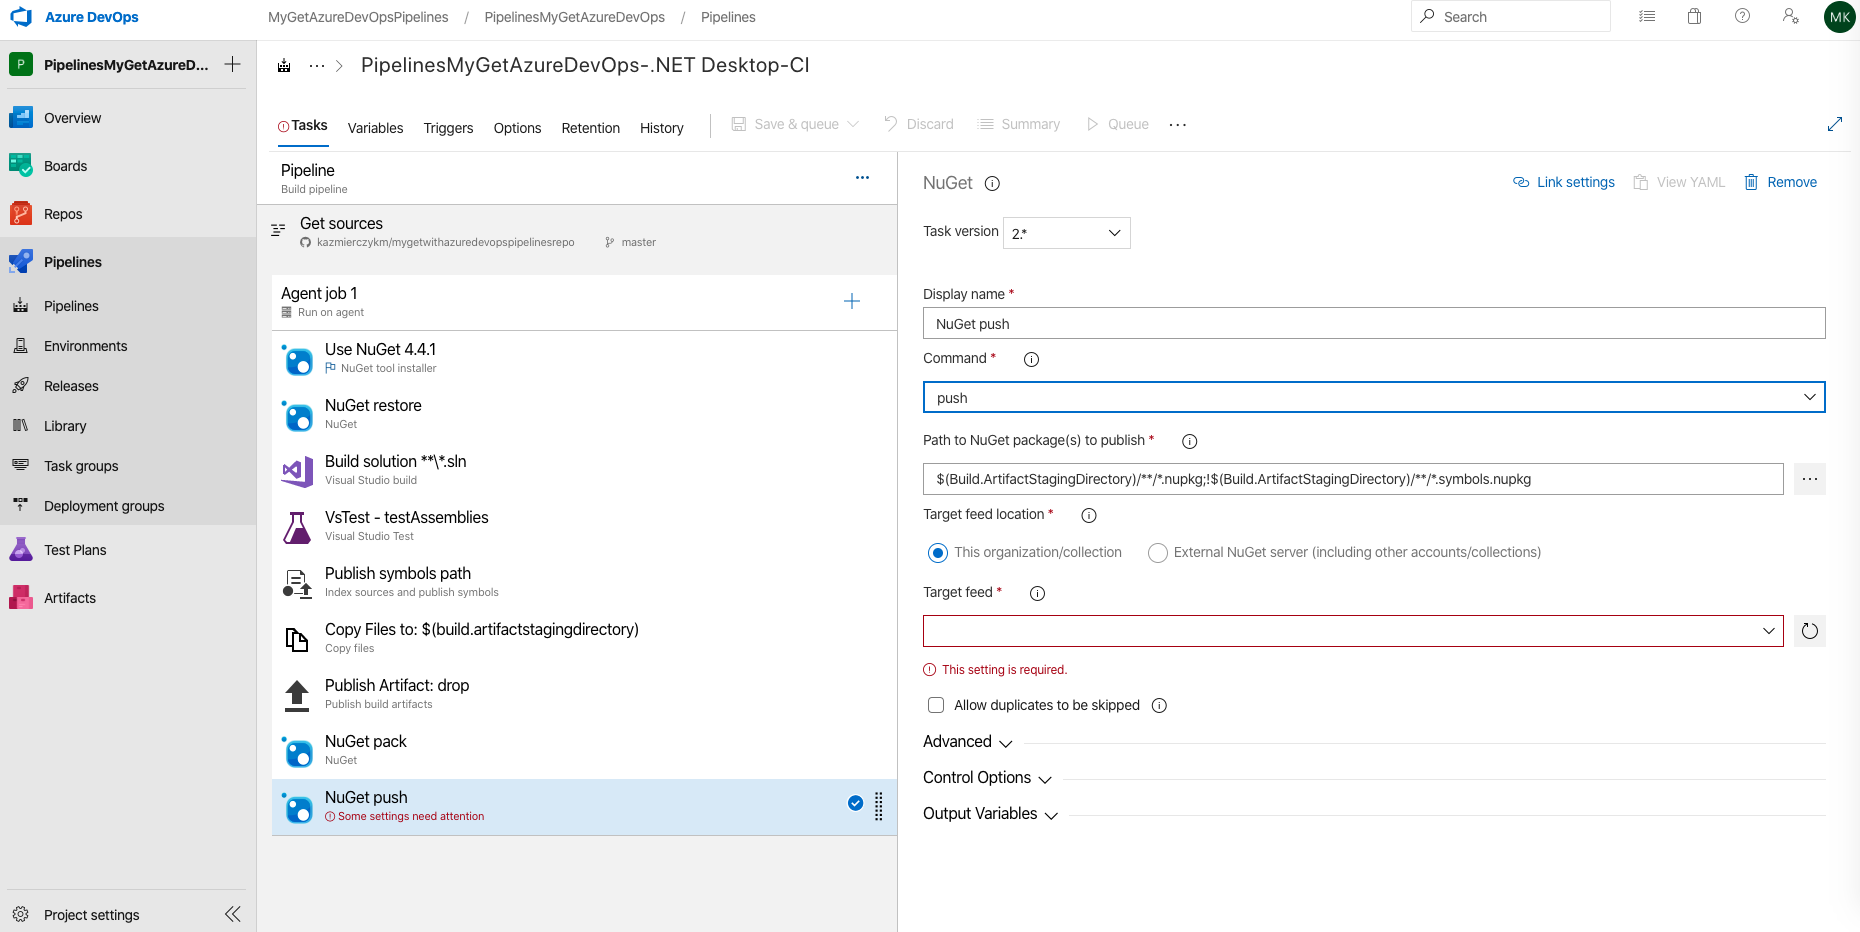 Azure DevOps
MyGetAzureDevOpsPipelines / PipelinesMyGetAzureDevOps / Pipelines
Search
MK
P PipelinesMyGetAzureD...
Overview
Boards
Repos
Pipelines
Pipelines
Environments
Releases
Library
Task groups
Deployment groups
Test Plans
Artifacts
Project settings
... > PipelinesMyGetAzureDevOps-.NET Desktop-CI
Tasks Variables Triggers Options Retention History Save & queue Discard Summary Queue ...
Pipeline
Build pipeline
...
Get sources
kazmierczykm/mygetwithazuredevopspipelinesrepo master
Agent job 1
Run on agent
Use NuGet 4.4.1
NuGet tool installer
NuGet restore
NuGet
Build solution **\*.sln
Visual Studio build
VsTest - testAssemblies
Visual Studio Test
Publish symbols path
Index sources and publish symbols
Copy Files to: $(build.artifactstagingdirectory)
Copy files
Publish Artifact: drop
Publish build artifacts
NuGet pack
NuGet
NuGet push
Some settings need attention
NuGet
Link settings View YAML Remove
Task version 2.*
Display name *
NuGet push
Command *
push
Path to NuGet package(s) to publish *
$(Build.ArtifactStagingDirectory)/**/*.nupkg;!$(Build.ArtifactStagingDirectory)/**/*.symbols.nupkg
...
Target feed location *
This organization/collection External NuGet server (including other accounts/collections)
Target feed *
This setting is required.
Allow duplicates to be skipped
Advanced
Control Options
Output Variables